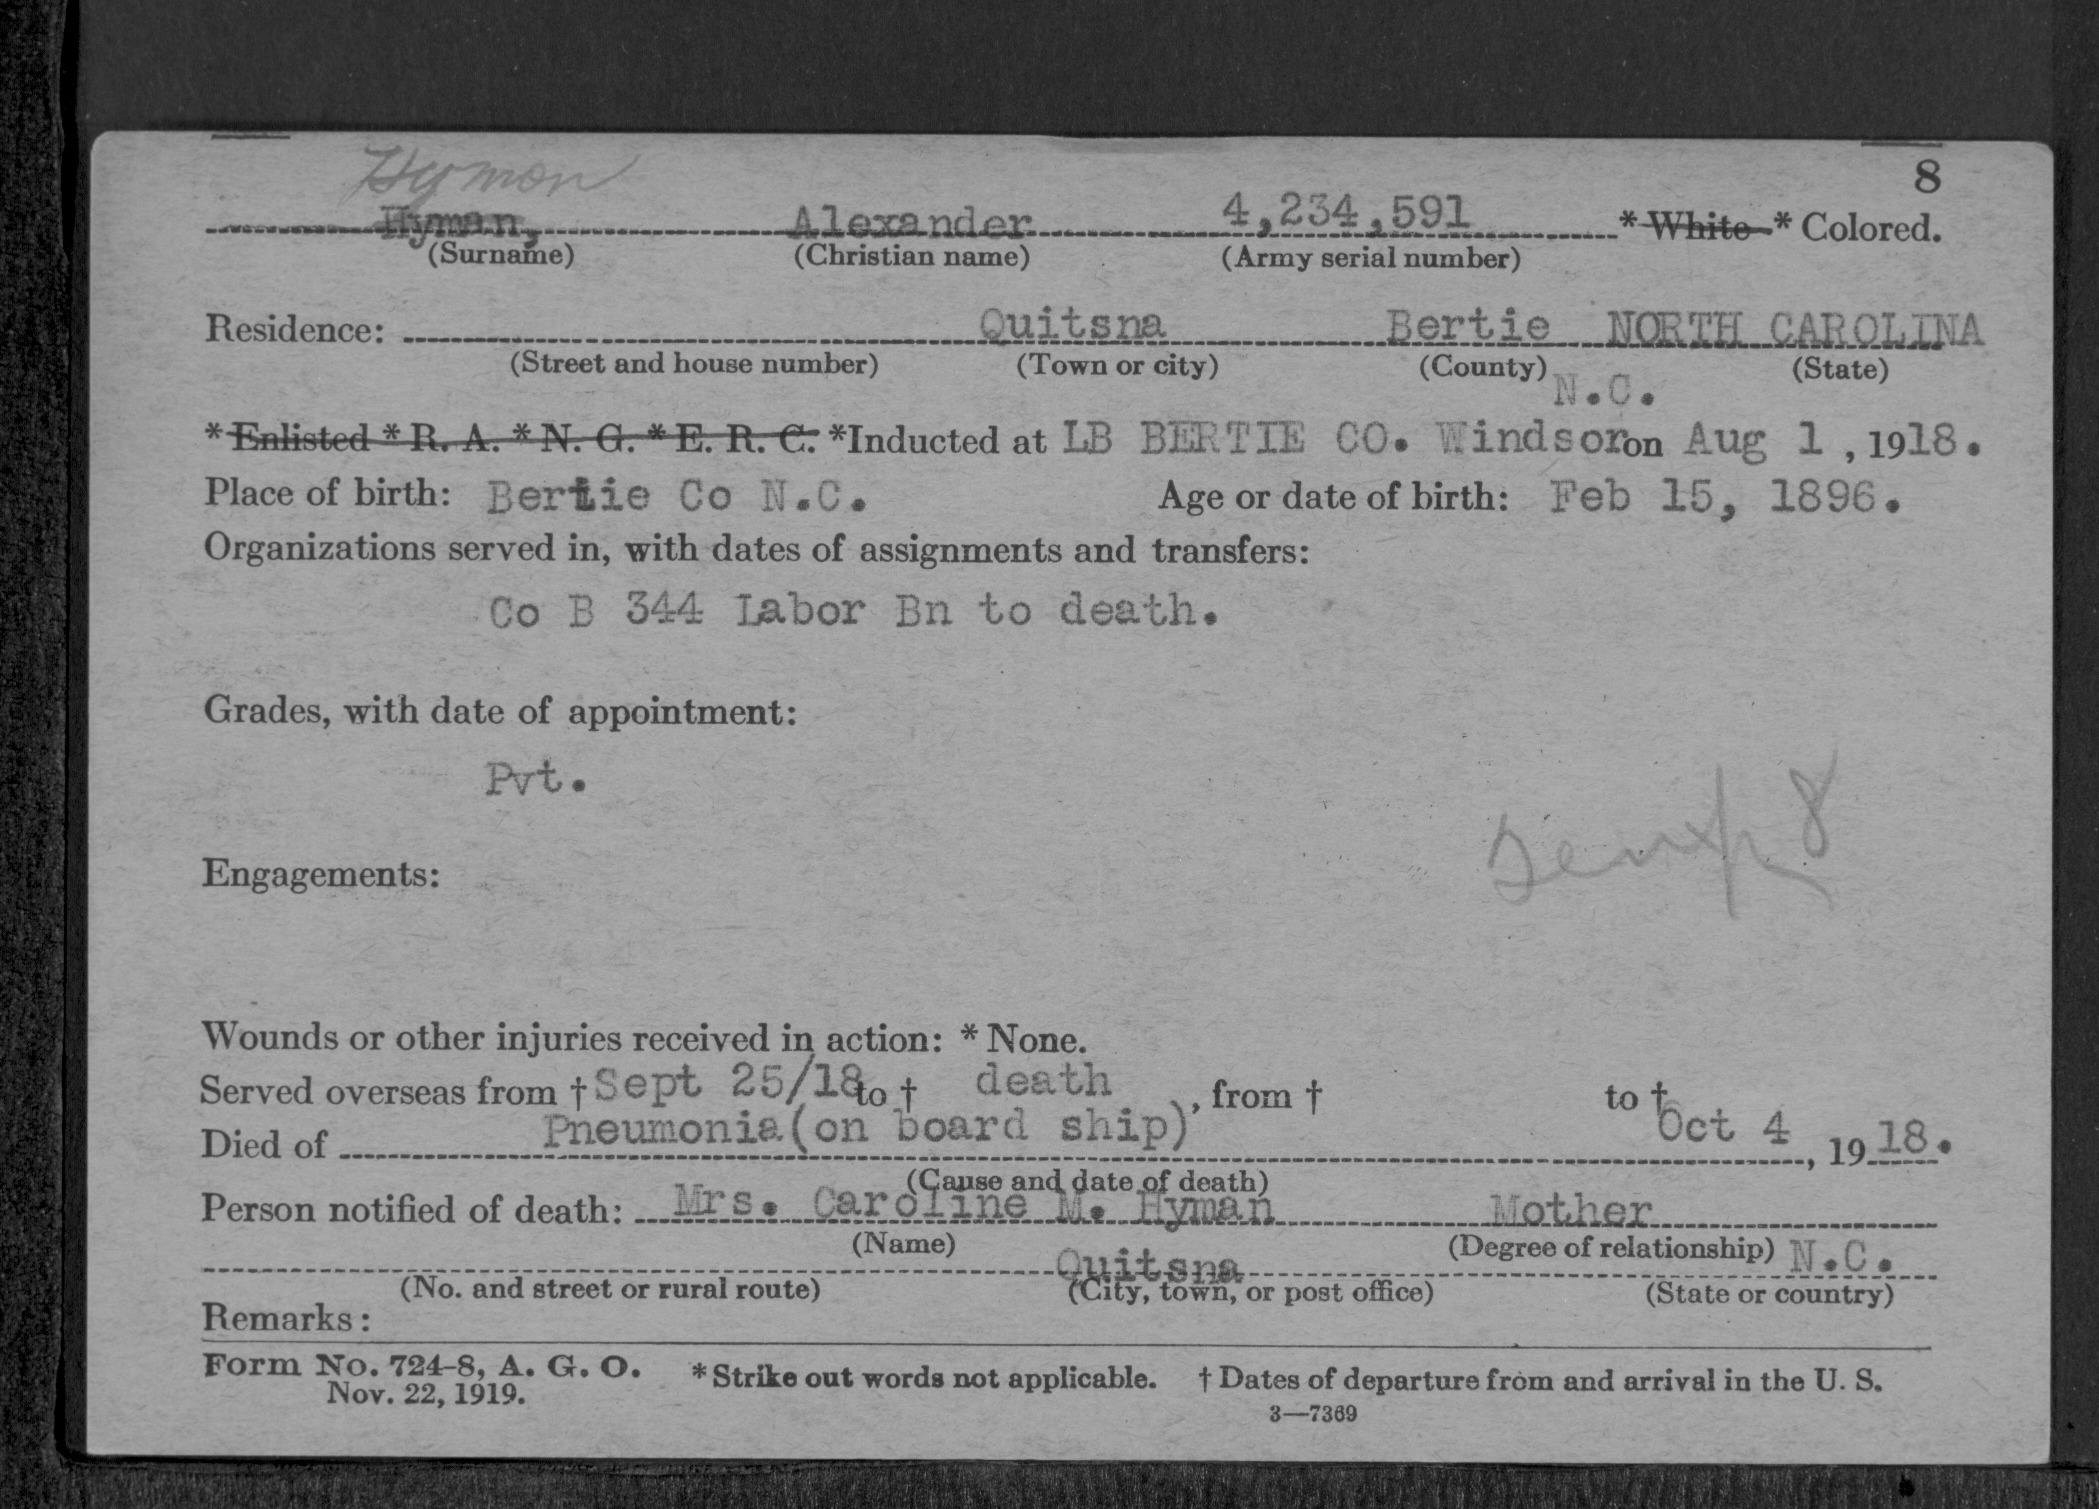 8
Hymon
Hyman, Alexander 4,234,591 * White * Colored.
(Surname) (Christian name) (Army serial number)
Residence: Quitsna Bertie NORTH CAROLINA
(Street and house number) (Town or city) (County) (State)
N.C.
* Enlisted * R. A. * N. G. * E. R. C. *Inducted at LB BERTIE CO. Windsor on Aug 1 , 1918.
Place of birth: Bertie Co N.C. Age or date of birth: Feb 15, 1896.
Organizations served in, with dates of assignments and transfers:
Co B 344 Labor Bn to death.
Grades, with date of appointment:
Pvt.
8
Engagements:
Wounds or other injuries received in action: * None.
Served overseas from † Sept 25/18 to † death , from † to †
Died of Pneumonia(on board ship) Oct 4 , 1918.
(Cause and date of death)
Person notified of death: Mrs. Caroline M. Hyman Mother
(Name) (Degree of relationship)
Quitsna N.C.
(No. and street or rural route) (City, town, or post office) (State or country)
Remarks:
Form No. 724-8, A. G. O. * Strike out words not applicable. † Dates of departure from and arrival in the U. S.
Nov. 22, 1919.
3—7369